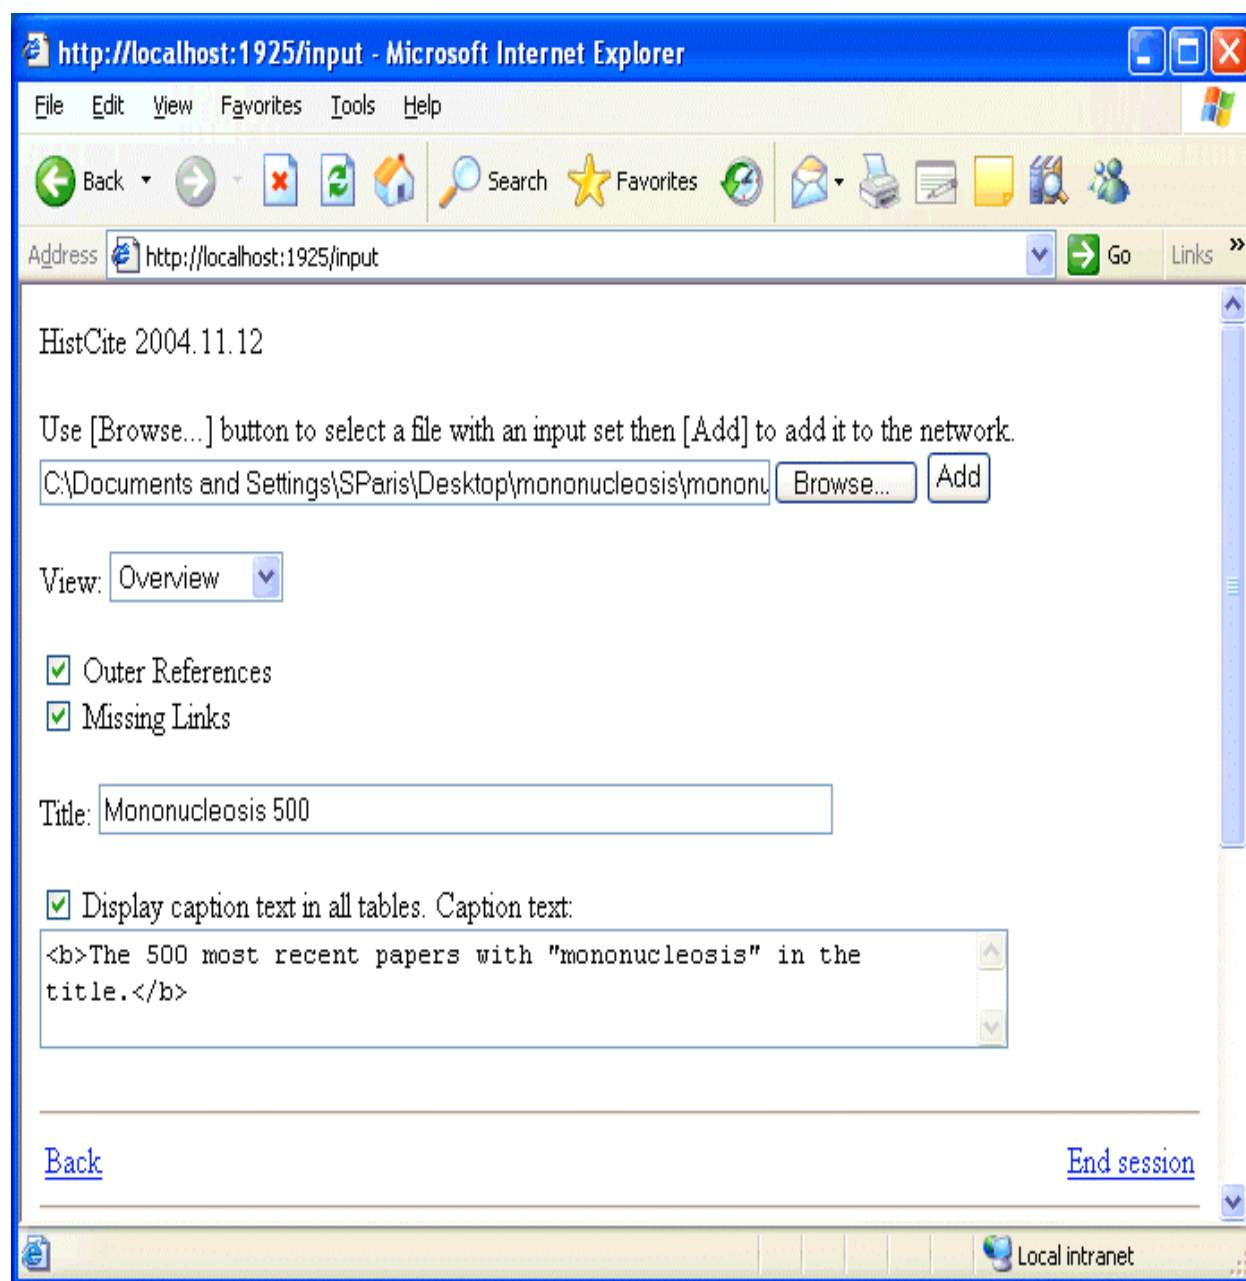 http://localhost:1925/input - Microsoft Internet Explorer
File Edit View Favorites Tools Help
Back Search Favorites
Address http://localhost:1925/input Go Links »
HistCite 2004.11.12
Use [Browse...] button to select a file with an input set then [Add] to add it to the network.
C:\Documents and Settings\SParis\Desktop\mononucleosis\mononu Browse... Add
View: Overview
Outer References
Missing Links
Title: Mononucleosis 500
Display caption text in all tables. Caption text:
<b>The 500 most recent papers with "mononucleosis" in the
title.</b>
Back End session
Local intranet